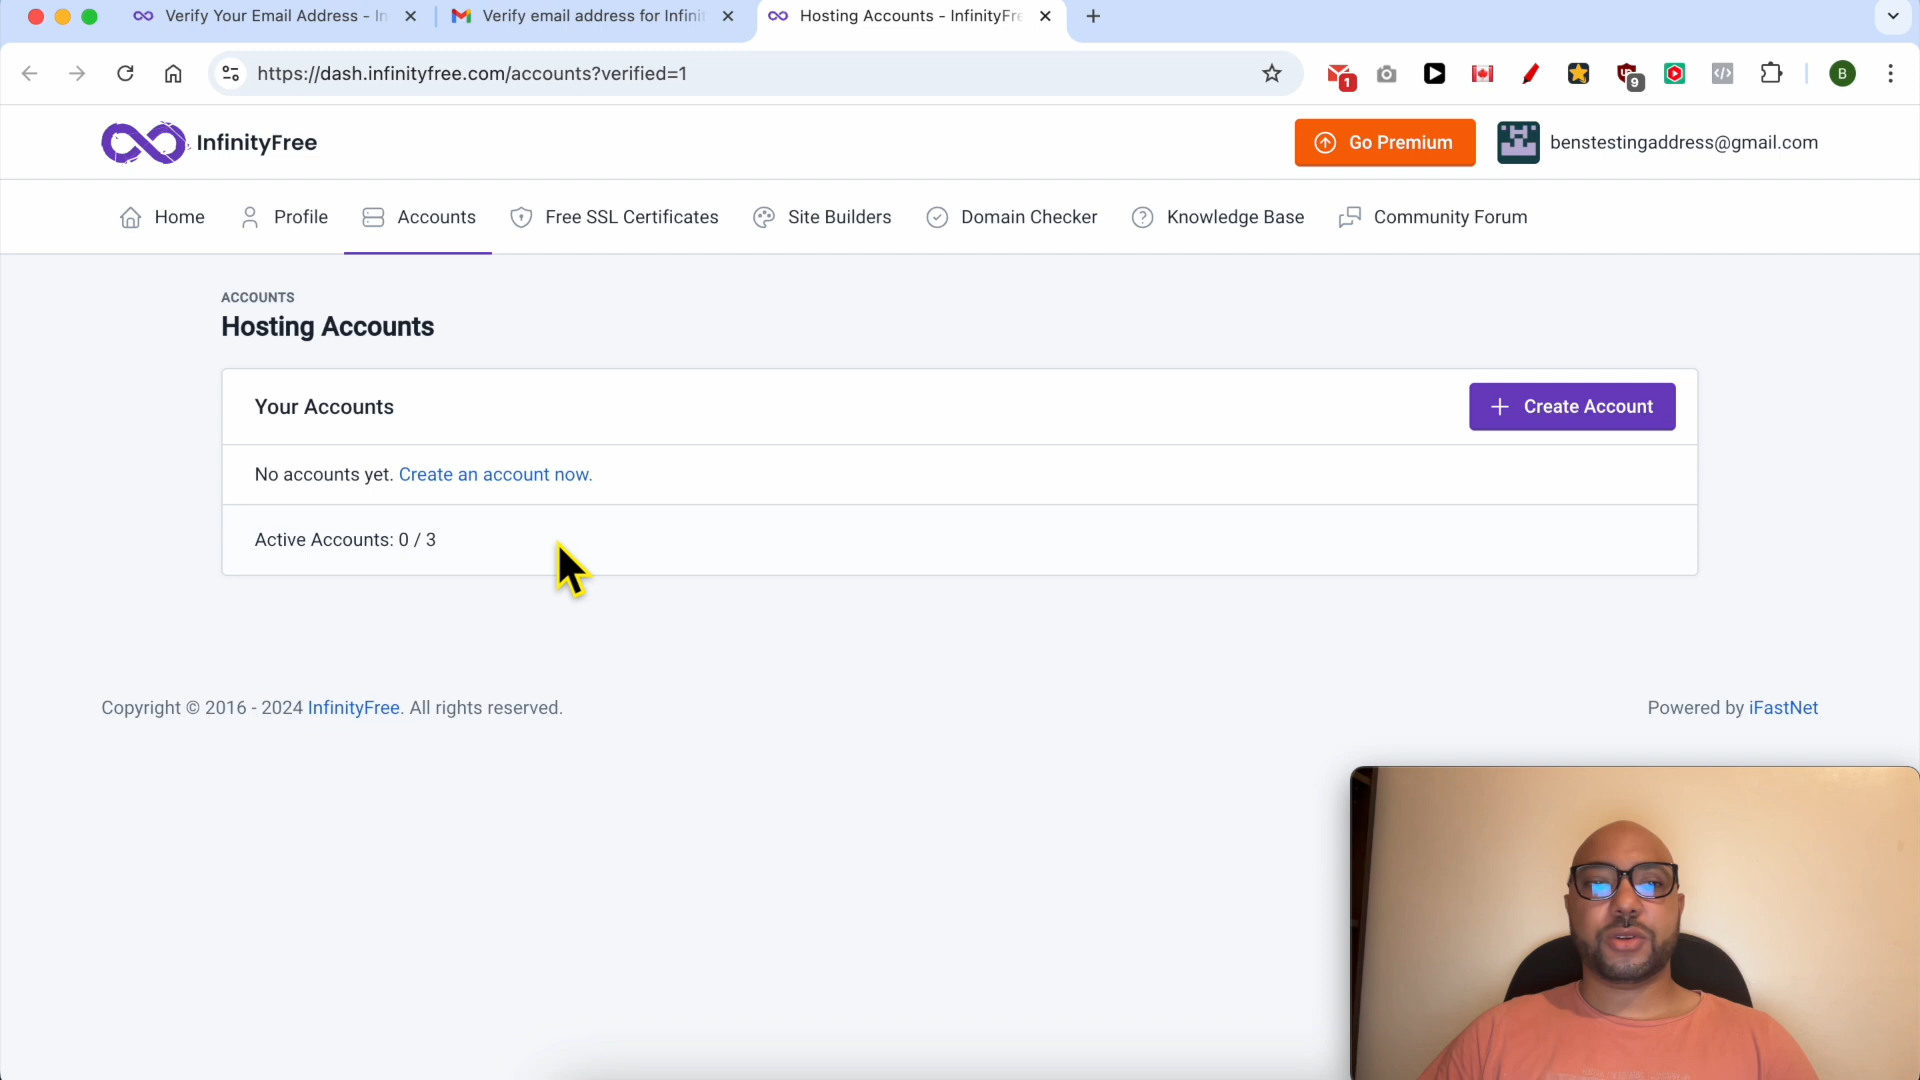 Verify Your Email Address - In
Verify email address for Infinit
Hosting Accounts - InfinityFre
https://dash.infinityfree.com/accounts?verified=1
1
9
B
InfinityFree
Go Premium
benstestingaddress@gmail.com
Home
Profile
Accounts
Free SSL Certificates
Site Builders
Domain Checker
Knowledge Base
Community Forum
ACCOUNTS
Hosting Accounts
Your Accounts
Create Account
No accounts yet. Create an account now.
Active Accounts: 0 / 3
Copyright © 2016 - 2024 InfinityFree. All rights reserved.
Powered by iFastNet